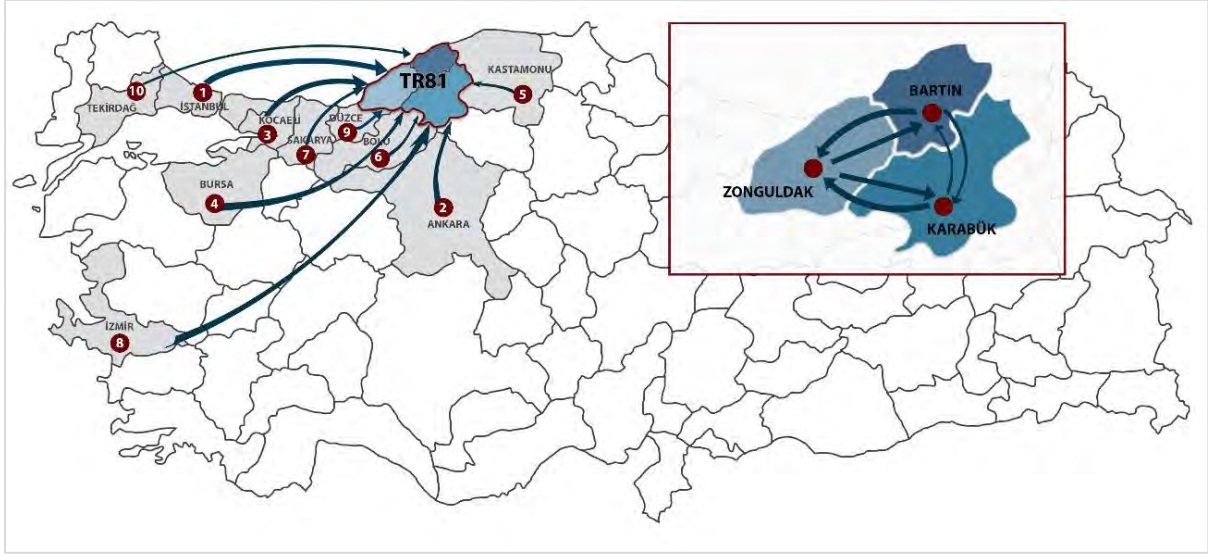 10
TEKİRDAĞ
1
İSTANBUL
3
KOCAELİ
7
SAKARYA
9
DÜZCE
6
BOLU
TR81
KASTAMONU
5
BURSA
4
2
ANKARA
İZMİR
8
BARTIN
ZONGULDAK
KARABÜK